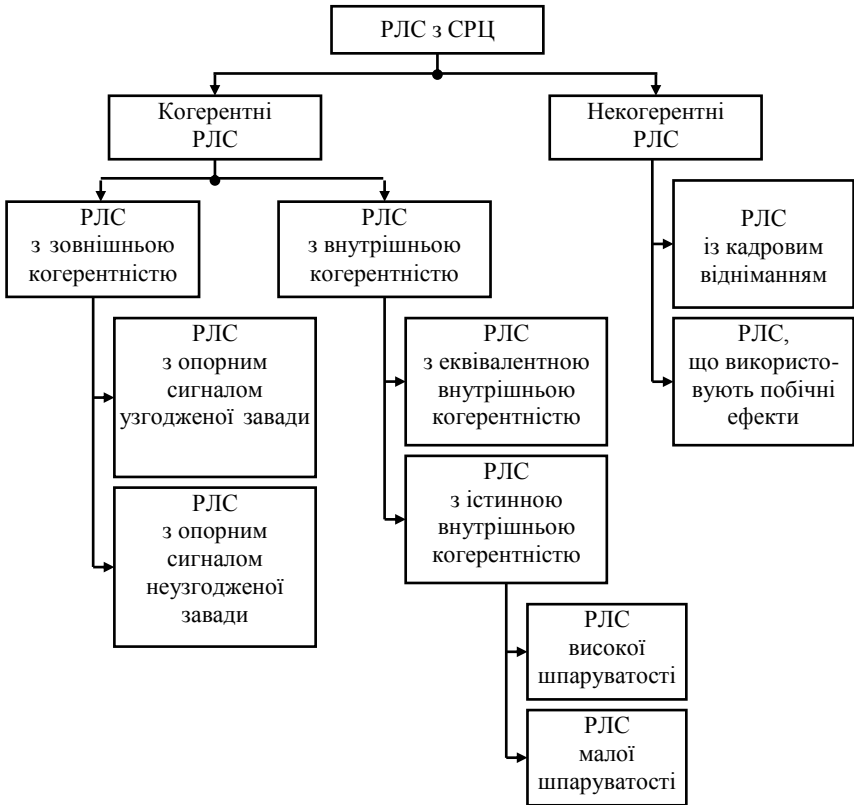 РЛС з СРЦ
Когерентні
РЛС
Некогерентні
РЛС
РЛС
з зовнішньою
когерентністю
РЛС
з внутрішньою
когерентністю
РЛС
із кадровим
відніманням
РЛС
з опорним
сигналом
узгодженої завади
РЛС
з еквівалентною
внутрішньою
когерентністю
РЛС,
що використо-
вують побічні
ефекти
РЛС
з опорним
сигналом
неузгодженої
завади
РЛС
з істинною
внутрішньою
когерентністю
РЛС
високої
шпаруватості
РЛС
малої
шпаруватості